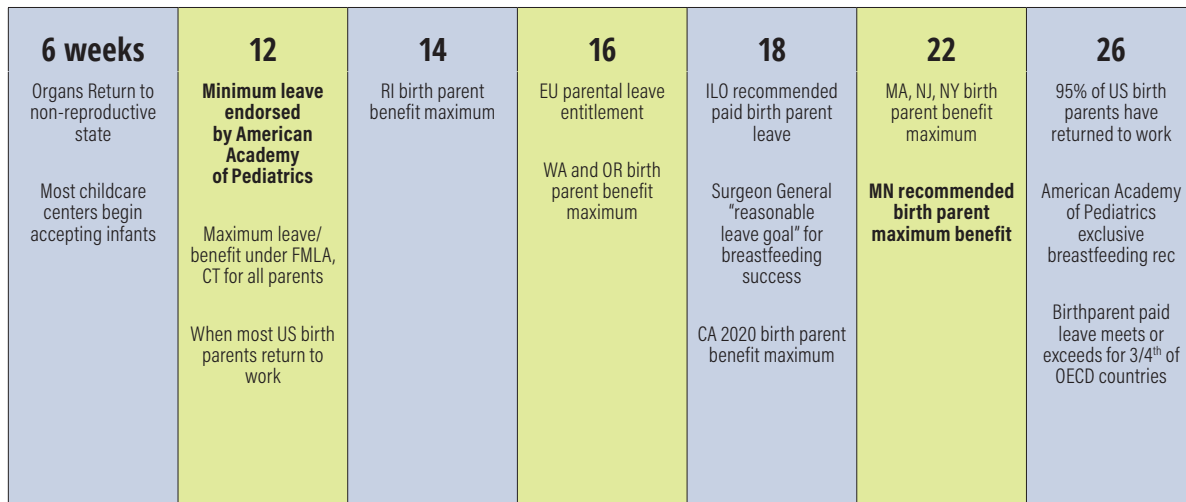 6 weeks
Organs Return to
non-reproductive
state
Most childcare
centers begin
accepting infants
12
Minimum leave
endorsed
by American
Academy
of Pediatrics
Maximum leave/
benefit under FMLA,
CT for all parents
When most US birth
parents return to
work
14
RI birth parent
benefit maximum
16
EU parental leave
entitlement
WA and OR birth
parent benefit
maximum
18
ILO recommended
paid birth parent
leave
Surgeon General
"reasonable
leave goal" for
breastfeeding
success
CA 2020 birth parent
benefit maximum
22
MA, NJ, NY birth
parent benefit
maximum
MN recommended
birth parent
maximum benefit
26
95% of US birth
parents have
returned to work
American Academy
of Pediatrics
exclusive
breastfeeding rec
Birthparent paid
leave meets or
exceeds for 3/4th of
OECD countries